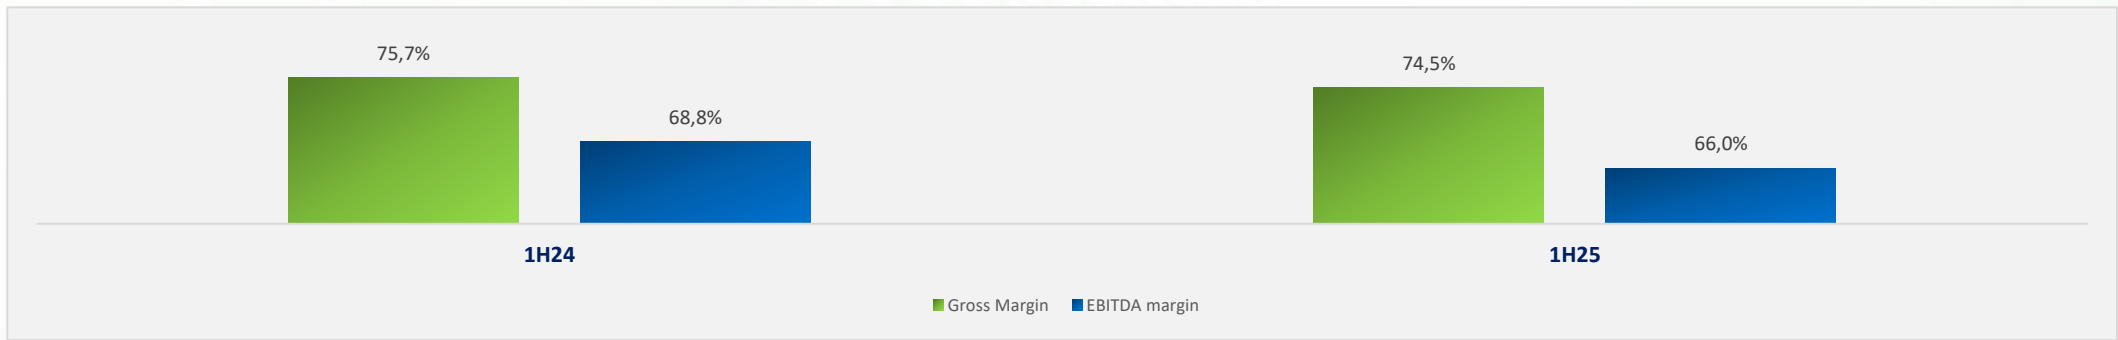 75,7%
68,8%
74,5%
66,0%
1H24
1H25
Gross Margin
EBITDA margin